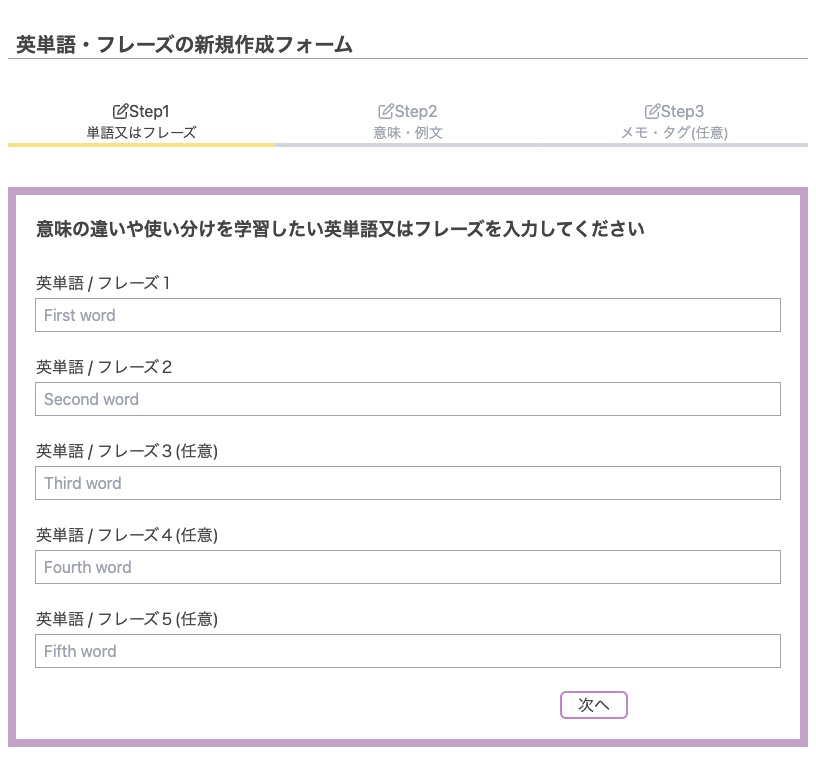 英単語・フレーズの新規作成フォーム
Step1
単語又はフレーズ
Step2
意味・例文
Step3
メモ・タグ(任意)
意味の違いや使い分けを学習したい英単語又はフレーズを入力してください
英単語 / フレーズ１
First word
英単語 / フレーズ２
Second word
英単語 / フレーズ３(任意)
Third word
英単語 / フレーズ４(任意)
Fourth word
英単語 / フレーズ５(任意)
Fifth word
次へ